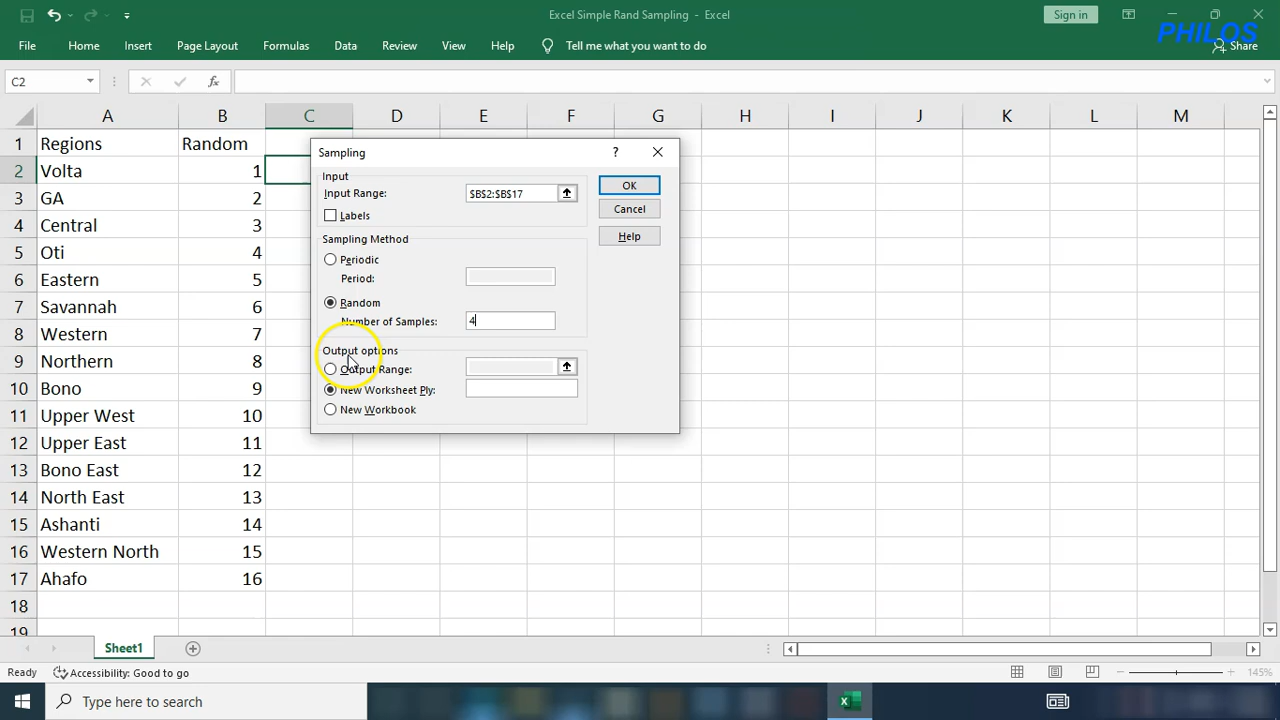 Excel Simple Rand Sampling - Excel
Sign in
PHILOS
File Home Insert Page Layout Formulas Data Review View Help Tell me what you want to do Share
C2 fx
A B C D E F G H I J K L M
1 Regions Random
2 Volta 1
3 GA 2
4 Central 3
5 Oti 4
6 Eastern 5
7 Savannah 6
8 Western 7
9 Northern 8
10 Bono 9
11 Upper West 10
12 Upper East 11
13 Bono East 12
14 North East 13
15 Ashanti 14
16 Western North 15
17 Ahafo 16
18
19
Sampling ?
Input
Input Range: $B$2:$B$17
Labels
OK
Cancel
Help
Sampling Method
Periodic
Period:
Random
Number of Samples: 4
Output options
Output Range:
New Worksheet Ply:
New Workbook
Sheet1
Ready Accessibility: Good to go 145%
Type here to search